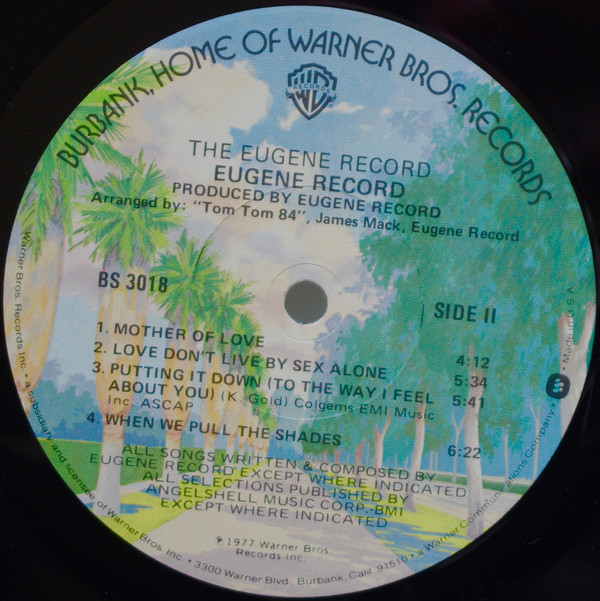 BURBANK, HOME OF WARNER BROS. RECORDS
WB
RECORDS
THE EUGENE RECORD
EUGENE RECORD
PRODUCED BY EUGENE RECORD
Arranged by: "Tom Tom 84", James Mack, Eugene Record
BS 3018
SIDE II
1. MOTHER OF LOVE 4:12
2. LOVE DON'T LIVE BY SEX ALONE 5:34
3. PUTTING IT DOWN (TO THE WAY I FEEL 5:41
ABOUT YOU) (K. Gold) Colgems-EMI Music
Inc. ASCAP
4. WHEN WE PULL THE SHADES 6:22
ALL SONGS WRITTEN & COMPOSED BY
EUGENE RECORD EXCEPT WHERE INDICATED
ALL SELECTIONS PUBLISHED BY
ANGELSHELL MUSIC CORP.-BMI
EXCEPT WHERE INDICATED
℗ 1977 Warner Bros.
Records Inc.
Warner Bros. Records Inc. • a subsidiary and licensee of Warner Bros. Inc. • 3300 Warner Blvd., Burbank, Calif. 91510 • a Warner Communications Company • Made in U.S.A.